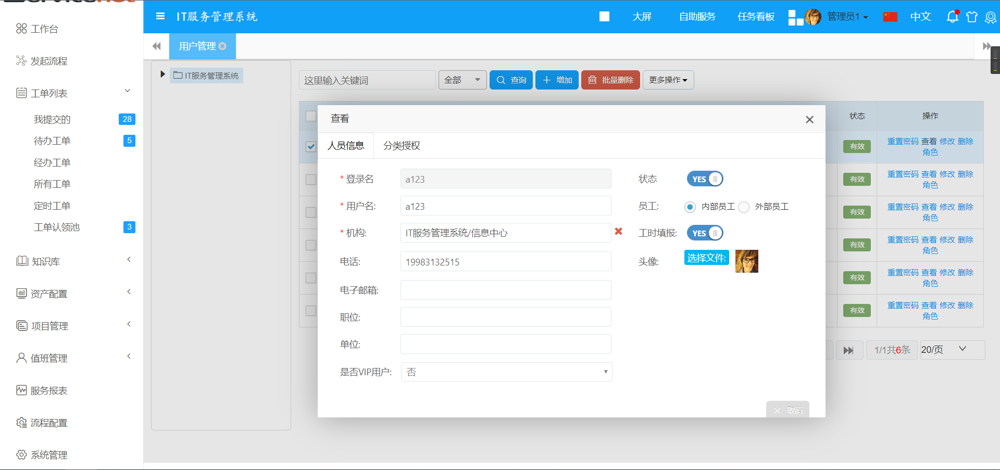 IT服务管理系统
大屏
自助服务
任务看板
管理员1
中文
工作台
发起流程
工单列表
我提交的 28
待办工单 5
经办工单
所有工单
定时工单
工单认领池 3
知识库
资产配置
项目管理
值班管理
服务报表
流程配置
系统管理
用户管理
IT服务管理系统
这里输入关键词
全部
查询
增加
批量删除
更多操作
状态 操作
有效 重置密码 查看 修改 删除
角色
有效 重置密码 查看 修改 删除
角色
有效 重置密码 查看 修改 删除
角色
有效 重置密码 查看 修改 删除
角色
有效 重置密码 查看 修改 删除
角色
有效 重置密码 查看 修改 删除
角色
1/1共6条
20/页
查看
人员信息 分类授权
* 登录名 a123
状态 YES
* 用户名: a123
员工: 内部员工 外部员工
* 机构: IT服务管理系统/信息中心
工时填报: YES
电话: 19983132515
头像: 选择文件:
电子邮箱:
职位:
单位:
是否VIP用户: 否
取消